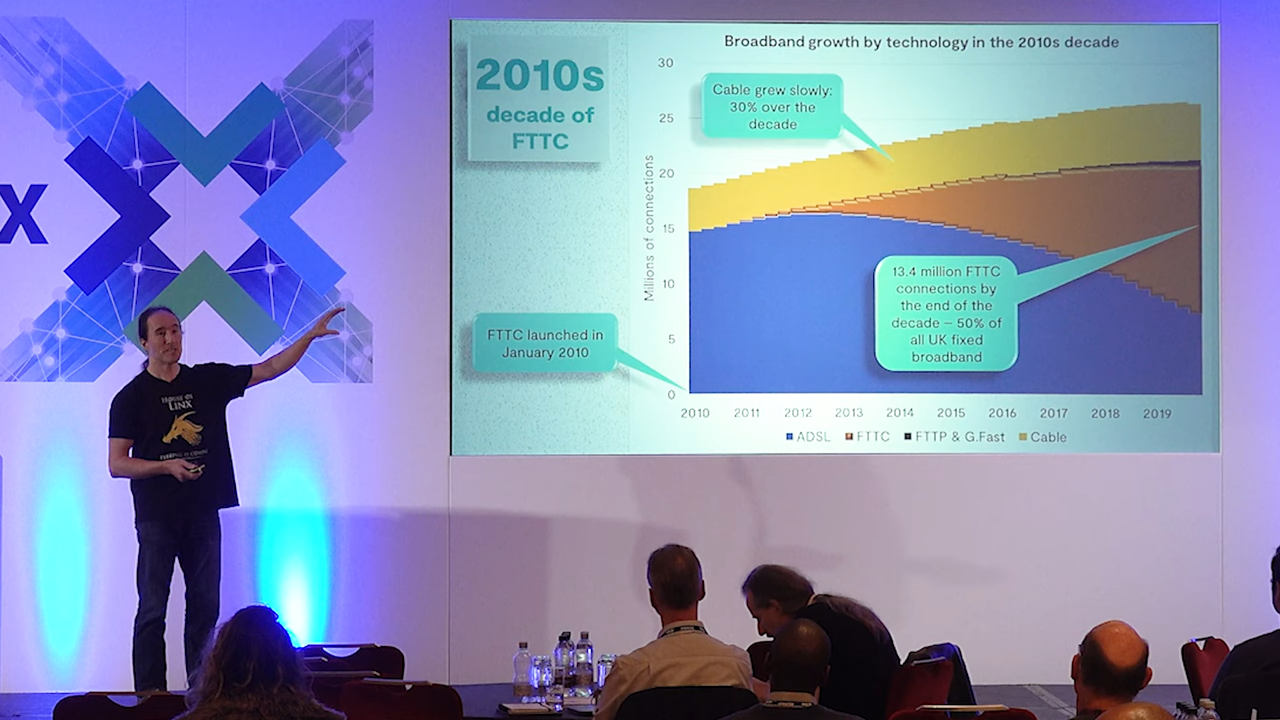 X
2010s
decade of
FTTC
Broadband growth by technology in the 2010s decade
Millions of connections
30
25
20
15
10
5
0
Cable grew slowly:
30% over the
decade
13.4 million FTTC
connections by
the end of the
decade – 50% of
all UK fixed
broadband
FTTC launched in
January 2010
2010 2011 2012 2013 2014 2015 2016 2017 2018 2019
ADSL FTTC FTTP & G.Fast Cable
HOUSE OF
LINX